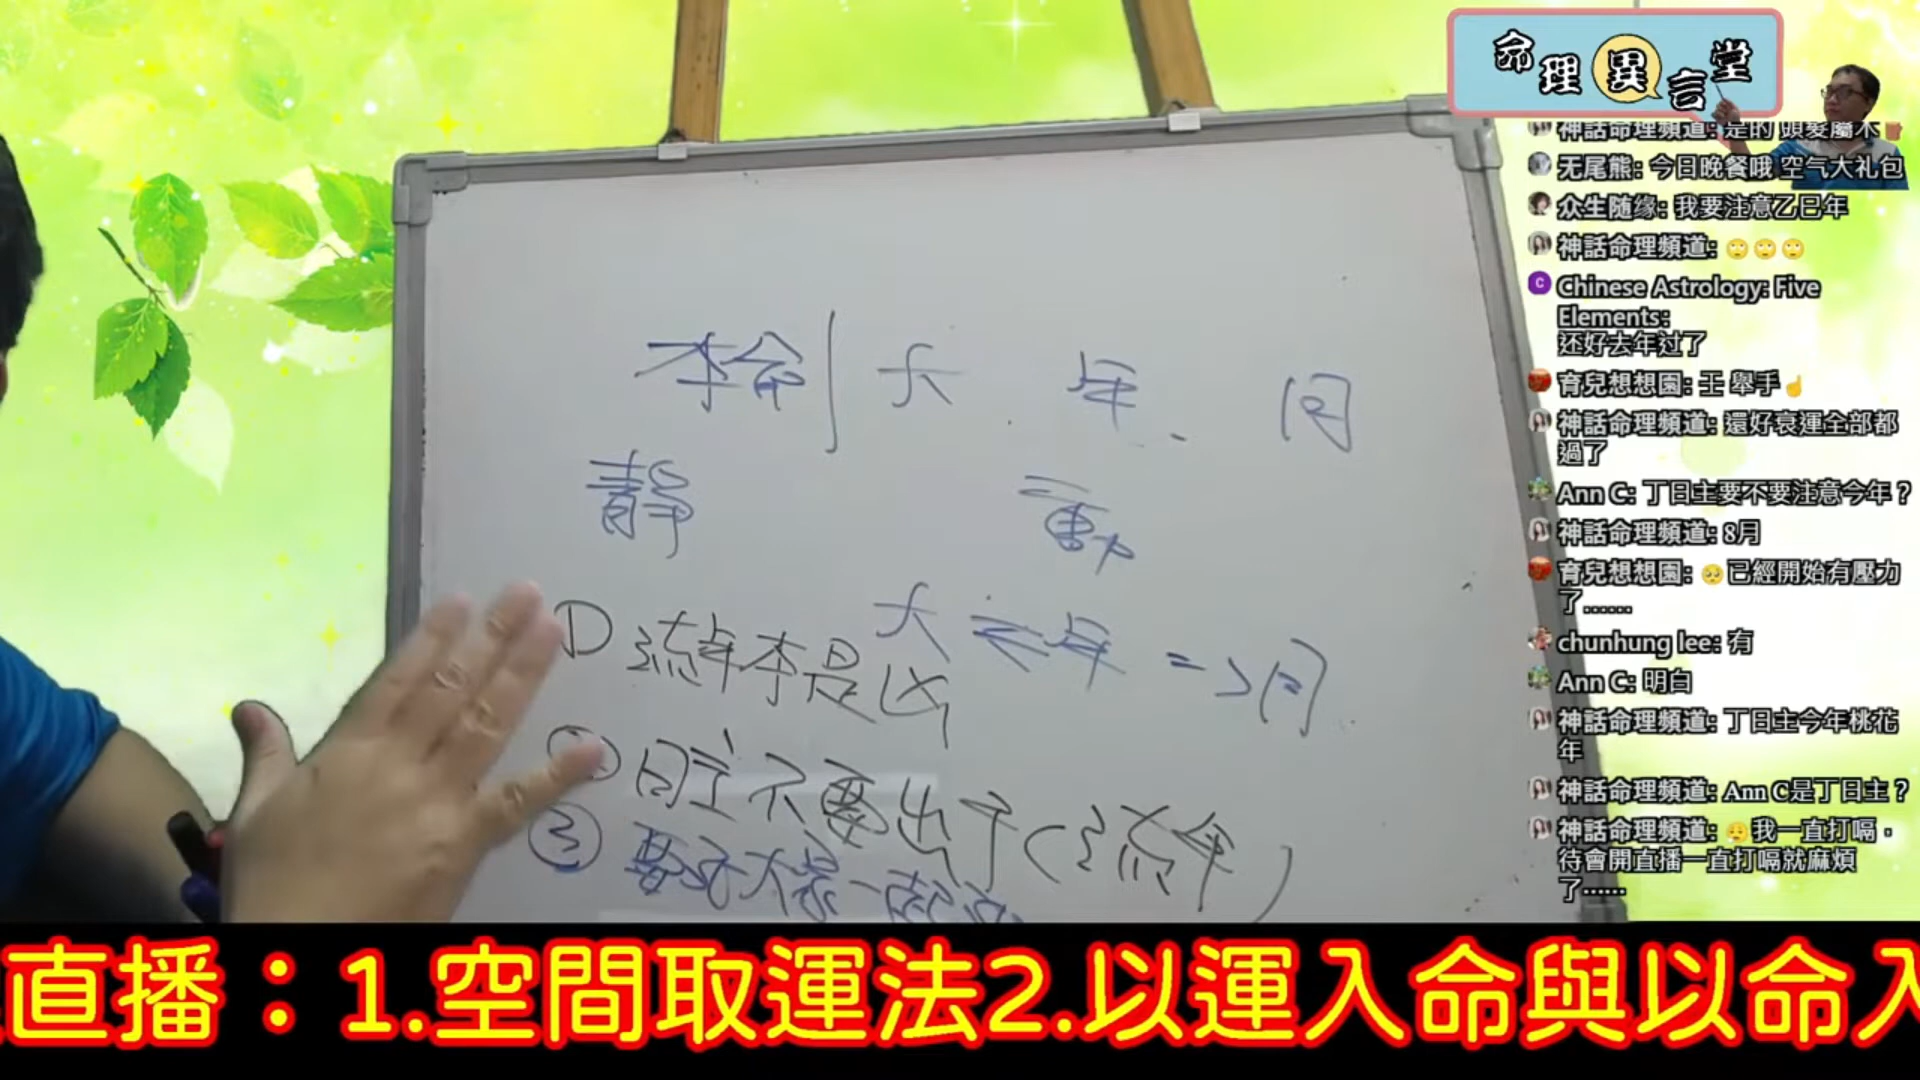 命理異言堂
本命 大 年 月
靜 動
大 年 => 月
① 流年本是凶
② 日主不要出干(流年)
③ 要
神話命理頻道: 是的 頭髮屬木
无尾熊: 今日晚餐哦 空气大礼包
众生随缘: 我要注意乙巳年
神話命理頻道: 🙄🙄🙄
Chinese Astrology: Five
Elements:
还好去年过了
育兒想想園: 壬 舉手☝
神話命理頻道: 還好衰運全部都
過了
Ann C: 丁日主要不要注意今年？
神話命理頻道: 8月
育兒想想園: 🥺已經開始有壓力
了......
chunhung lee: 有
Ann C: 明白
神話命理頻道: 丁日主今年桃花
年
神話命理頻道: Ann C是丁日主？
神話命理頻道: 😮‍💨我一直打嗝，
待會開直播一直打嗝就麻煩
了......
直播：1.空間取運法2.以運入命與以命入